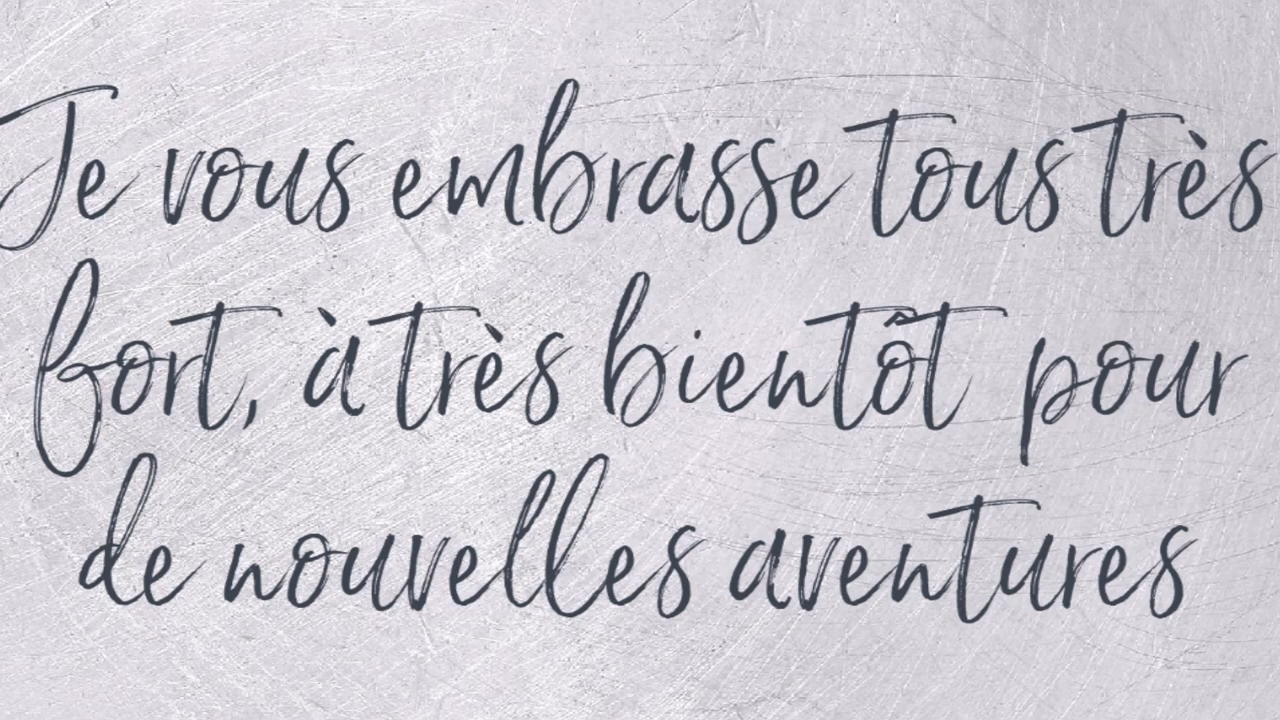 Je vous embrasse tous très
fort, à très bientôt pour
de nouvelles aventures